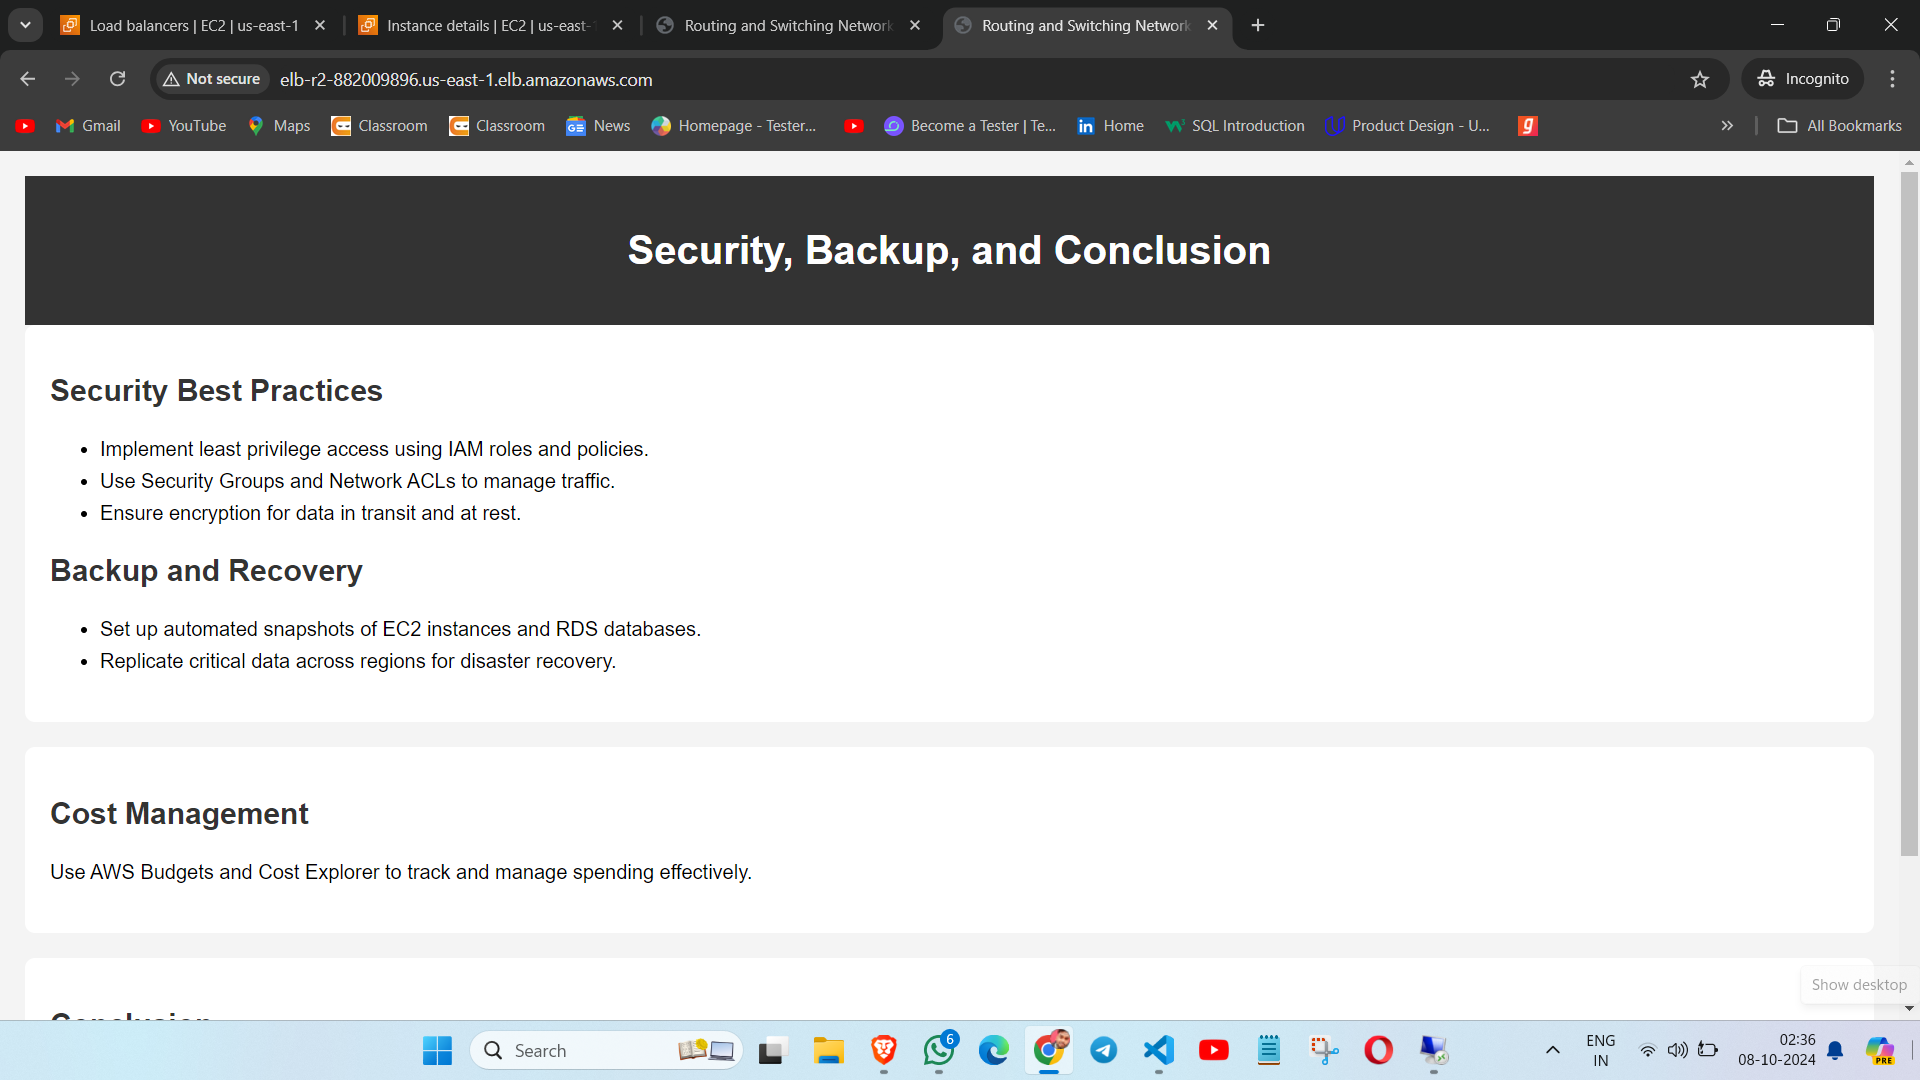 Load balancers | EC2 | us-east-1
Instance details | EC2 | us-east-
Routing and Switching Network
Routing and Switching Network
Not secure
elb-r2-882009896.us-east-1.elb.amazonaws.com
Incognito
Gmail
YouTube
Maps
Classroom
Classroom
News
Homepage - Tester...
Become a Tester | Te...
Home
SQL Introduction
Product Design - U...
All Bookmarks
Security, Backup, and Conclusion
Security Best Practices
• Implement least privilege access using IAM roles and policies.
• Use Security Groups and Network ACLs to manage traffic.
• Ensure encryption for data in transit and at rest.
Backup and Recovery
• Set up automated snapshots of EC2 instances and RDS databases.
• Replicate critical data across regions for disaster recovery.
Cost Management
Use AWS Budgets and Cost Explorer to track and manage spending effectively.
Conclusion
Show desktop
Search
6
ENG
IN
02:36
08-10-2024
PRE